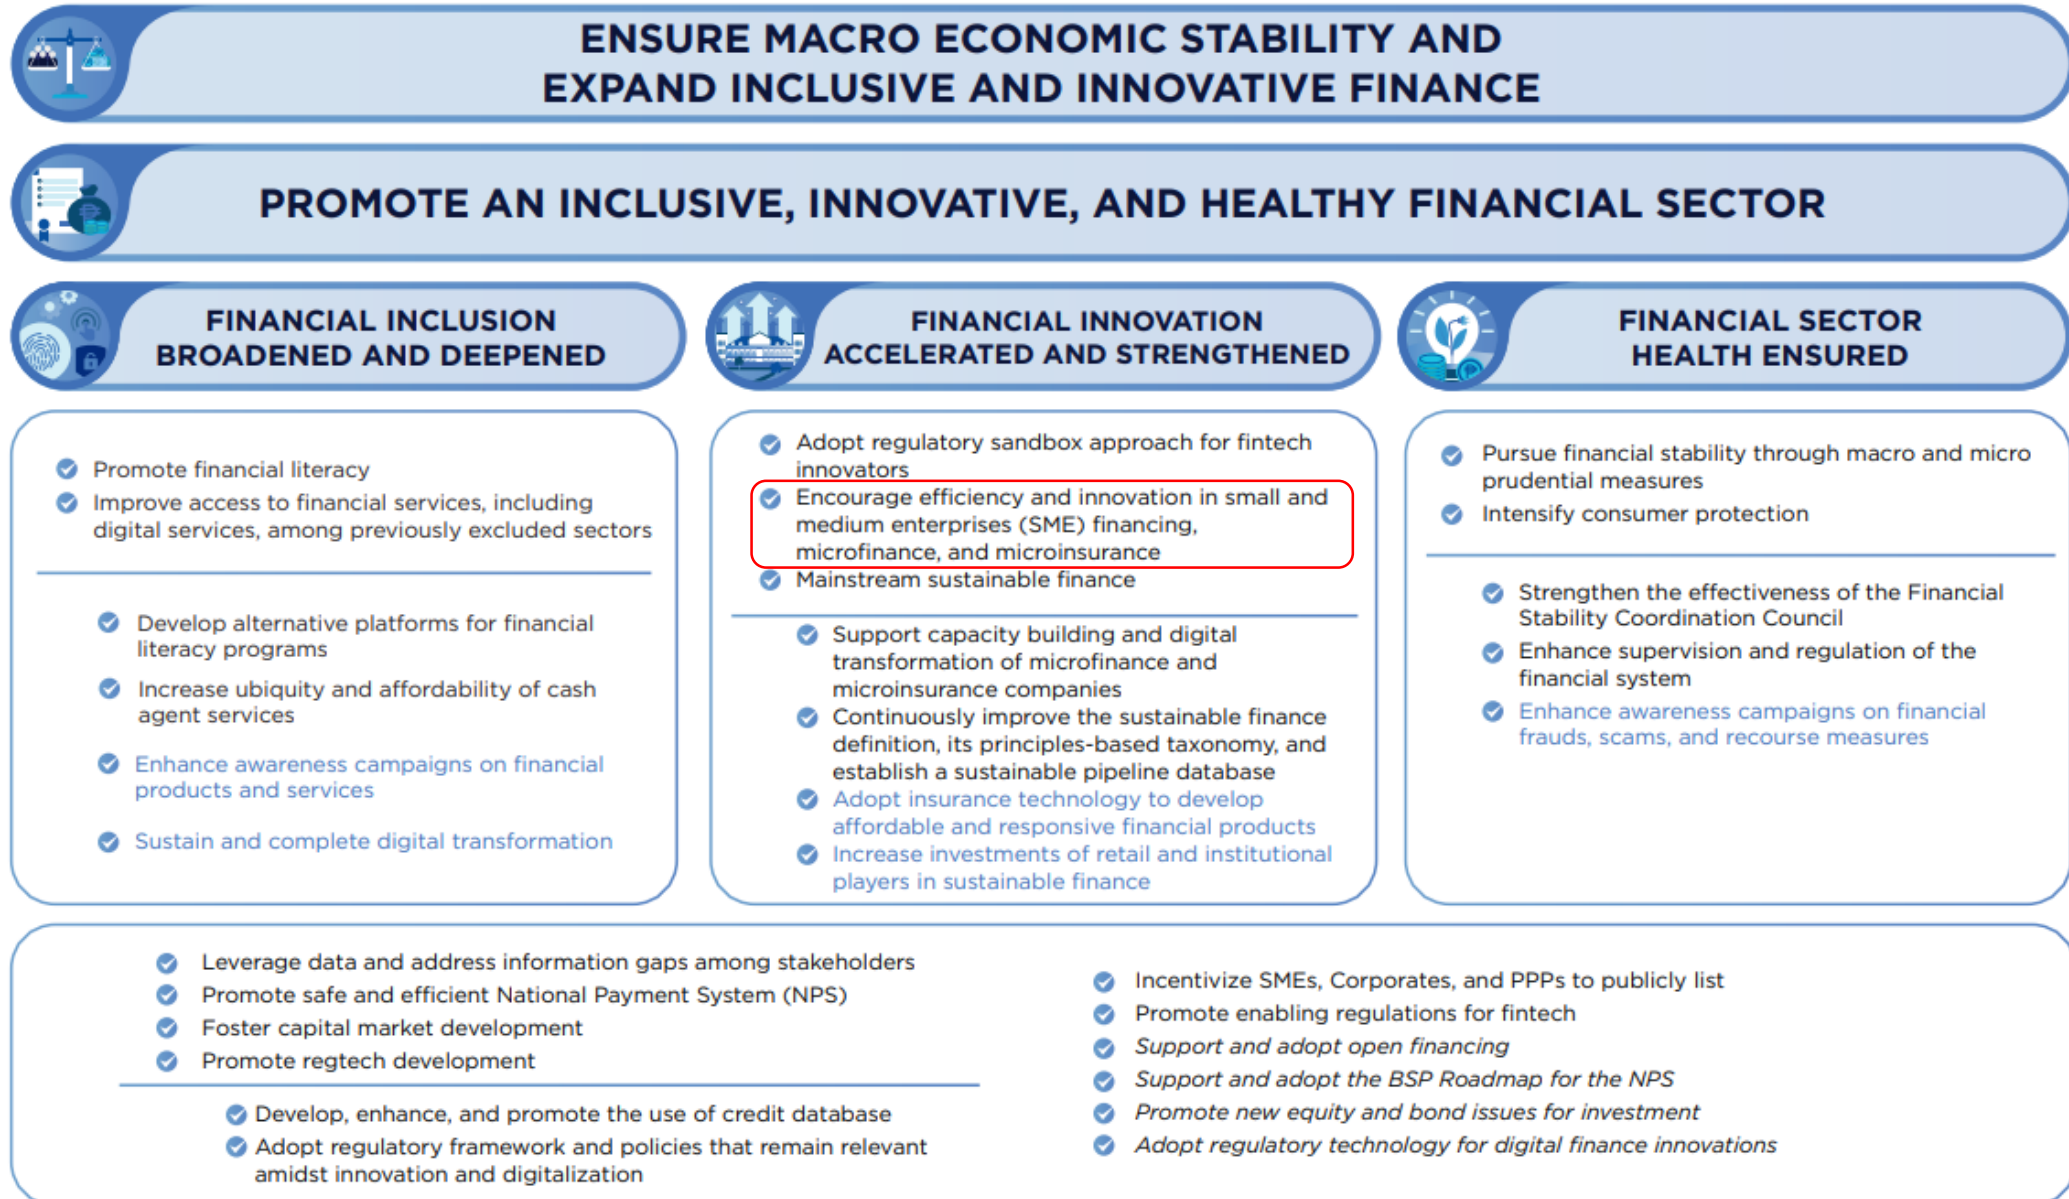 ENSURE MACRO ECONOMIC STABILITY AND
EXPAND INCLUSIVE AND INNOVATIVE FINANCE
PROMOTE AN INCLUSIVE, INNOVATIVE, AND HEALTHY FINANCIAL SECTOR
FINANCIAL INCLUSION
BROADENED AND DEEPENED
Promote financial literacy
Improve access to financial services, including
digital services, among previously excluded sectors
Develop alternative platforms for financial
literacy programs
Increase ubiquity and affordability of cash
agent services
Enhance awareness campaigns on financial
products and services
Sustain and complete digital transformation
FINANCIAL INNOVATION
ACCELERATED AND STRENGTHENED
Adopt regulatory sandbox approach for fintech
innovators
Encourage efficiency and innovation in small and
medium enterprises (SME) financing,
microfinance, and microinsurance
Mainstream sustainable finance
Support capacity building and digital
transformation of microfinance and
microinsurance companies
Continuously improve the sustainable finance
definition, its principles-based taxonomy, and
establish a sustainable pipeline database
Adopt insurance technology to develop
affordable and responsive financial products
Increase investments of retail and institutional
players in sustainable finance
FINANCIAL SECTOR
HEALTH ENSURED
Pursue financial stability through macro and micro
prudential measures
Intensify consumer protection
Strengthen the effectiveness of the Financial
Stability Coordination Council
Enhance supervision and regulation of the
financial system
Enhance awareness campaigns on financial
frauds, scams, and recourse measures
Leverage data and address information gaps among stakeholders
Promote safe and efficient National Payment System (NPS)
Foster capital market development
Promote regtech development
Develop, enhance, and promote the use of credit database
Adopt regulatory framework and policies that remain relevant
amidst innovation and digitalization
Incentivize SMEs, Corporates, and PPPs to publicly list
Promote enabling regulations for fintech
Support and adopt open financing
Support and adopt the BSP Roadmap for the NPS
Promote new equity and bond issues for investment
Adopt regulatory technology for digital finance innovations